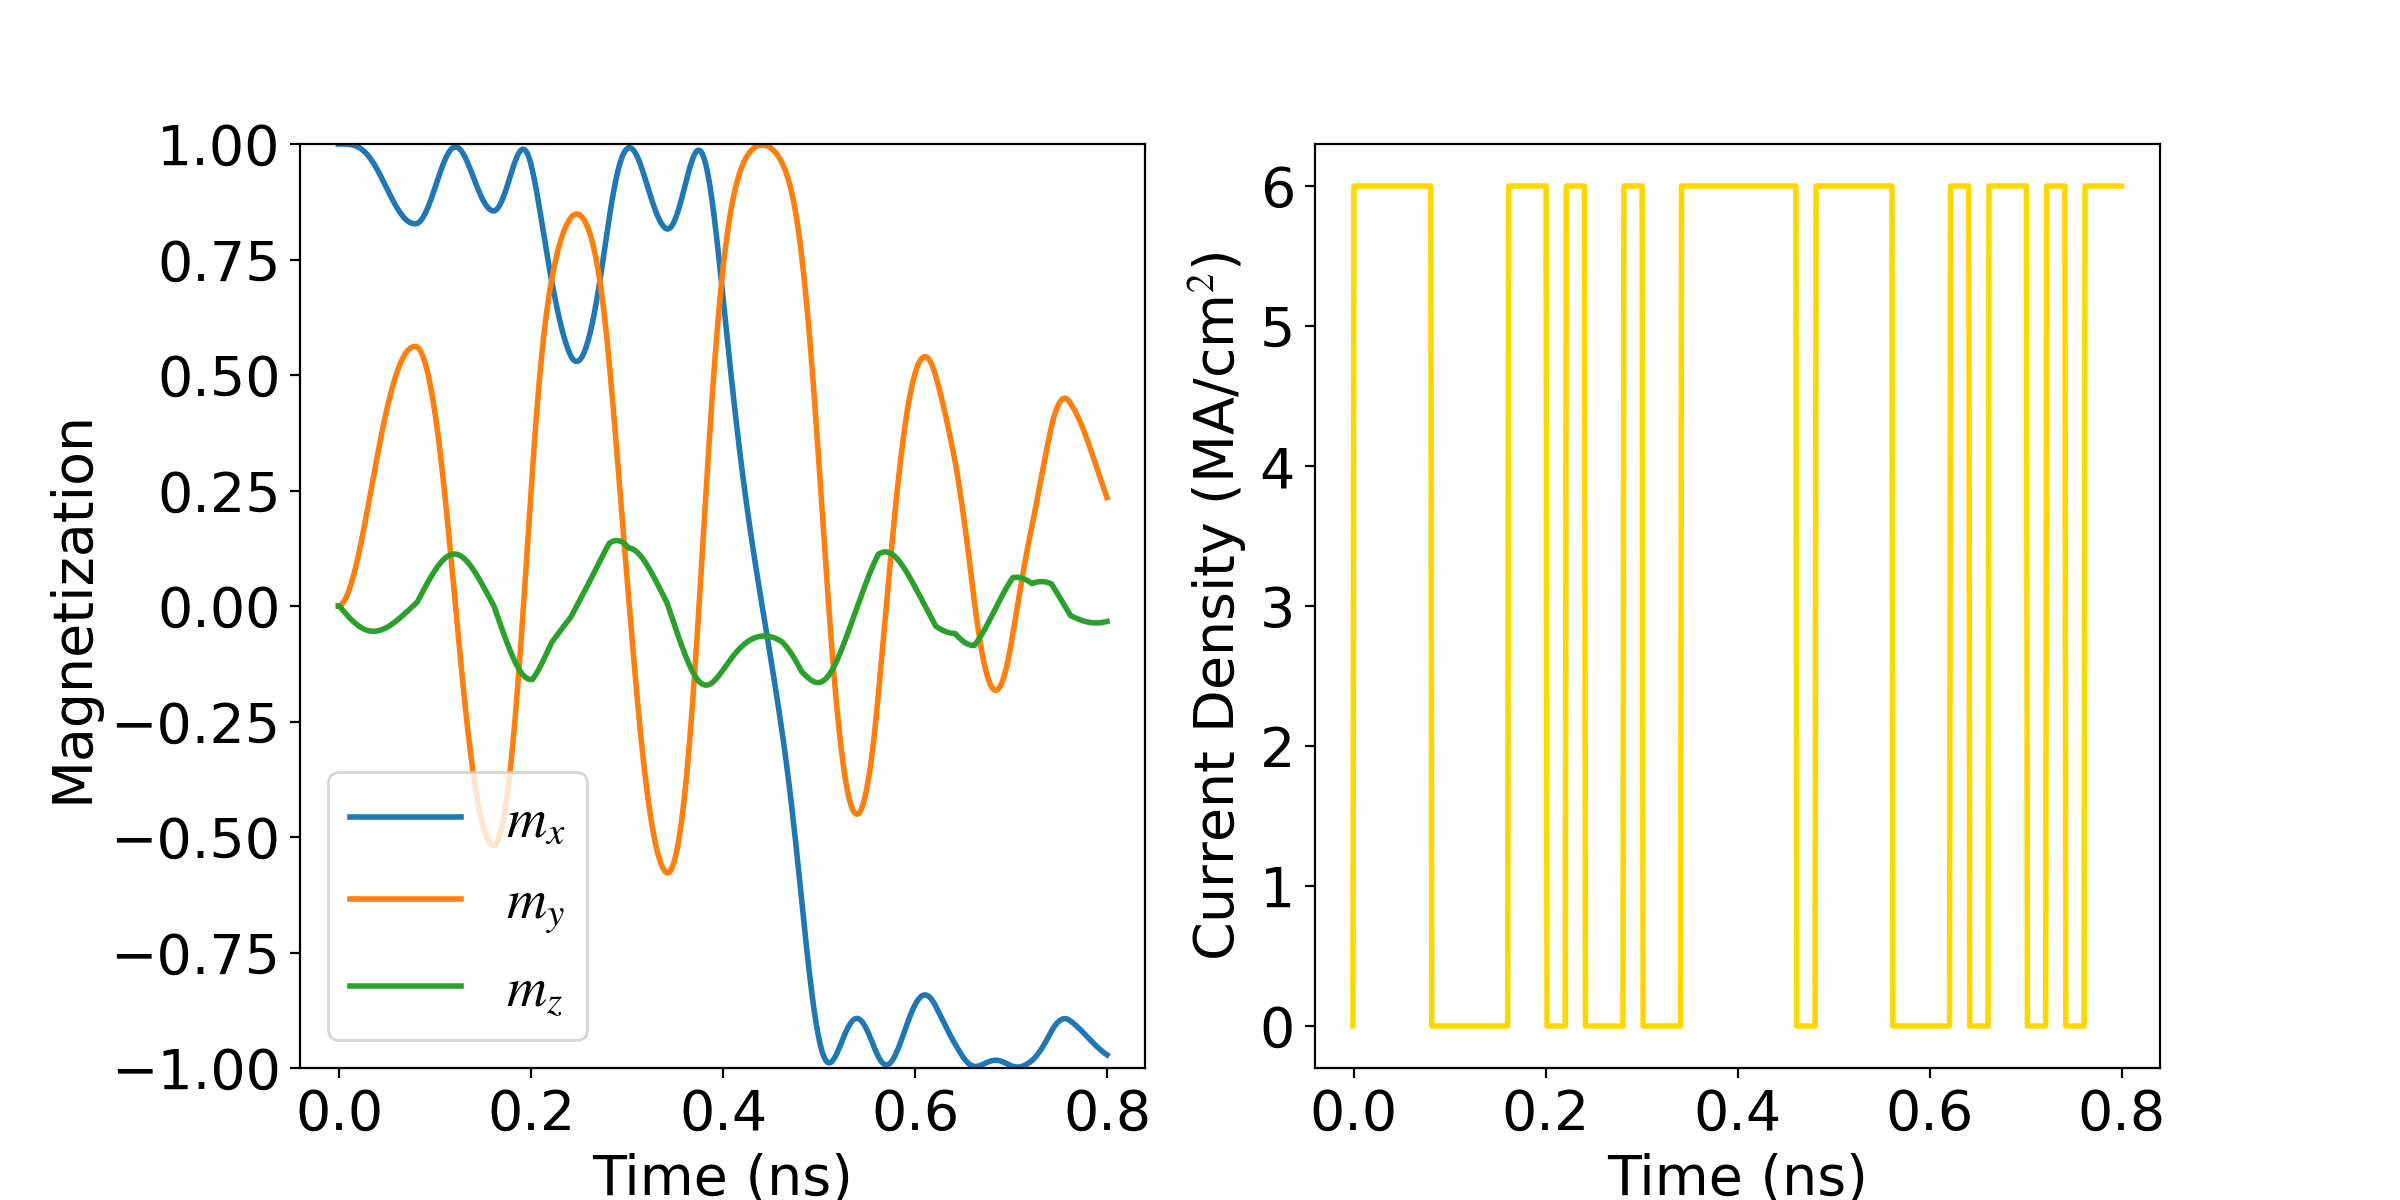 Magnetization
1.00
0.75
0.50
0.25
0.00
−0.25
−0.50
−0.75
−1.00
m_x
m_y
m_z
0.0 0.2 0.4 0.6 0.8
Time (ns)
Current Density (MA/cm²)
6
5
4
3
2
1
0
0.0 0.2 0.4 0.6 0.8
Time (ns)